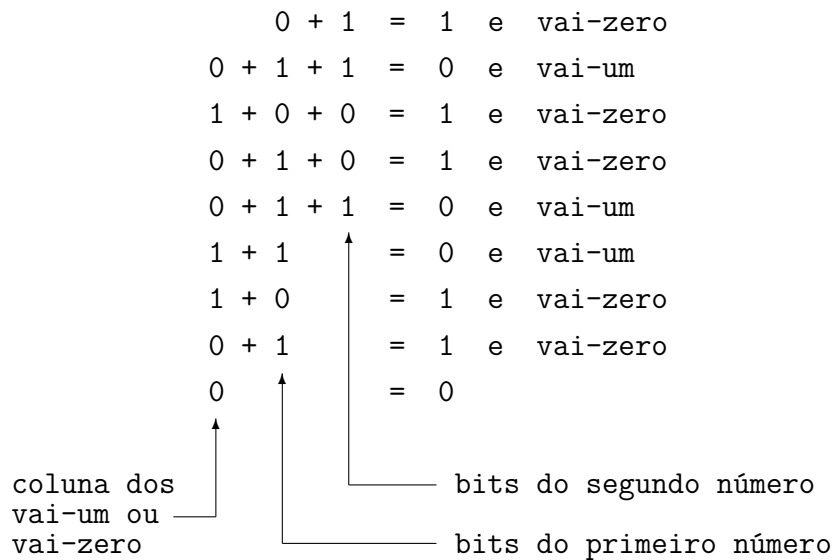 0 + 1 = 1 e vai-zero
0 + 1 + 1 = 0 e vai-um
1 + 0 + 0 = 1 e vai-zero
0 + 1 + 0 = 1 e vai-zero
0 + 1 + 1 = 0 e vai-um
1 + 1 = 0 e vai-um
1 + 0 = 1 e vai-zero
0 + 1 = 1 e vai-zero
0 = 0
coluna dos
vai-um ou
vai-zero
bits do segundo número
bits do primeiro número